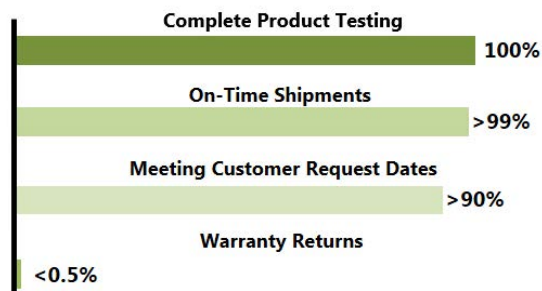 Complete Product Testing
100%
On-Time Shipments
>99%
Meeting Customer Request Dates
>90%
Warranty Returns
<0.5%